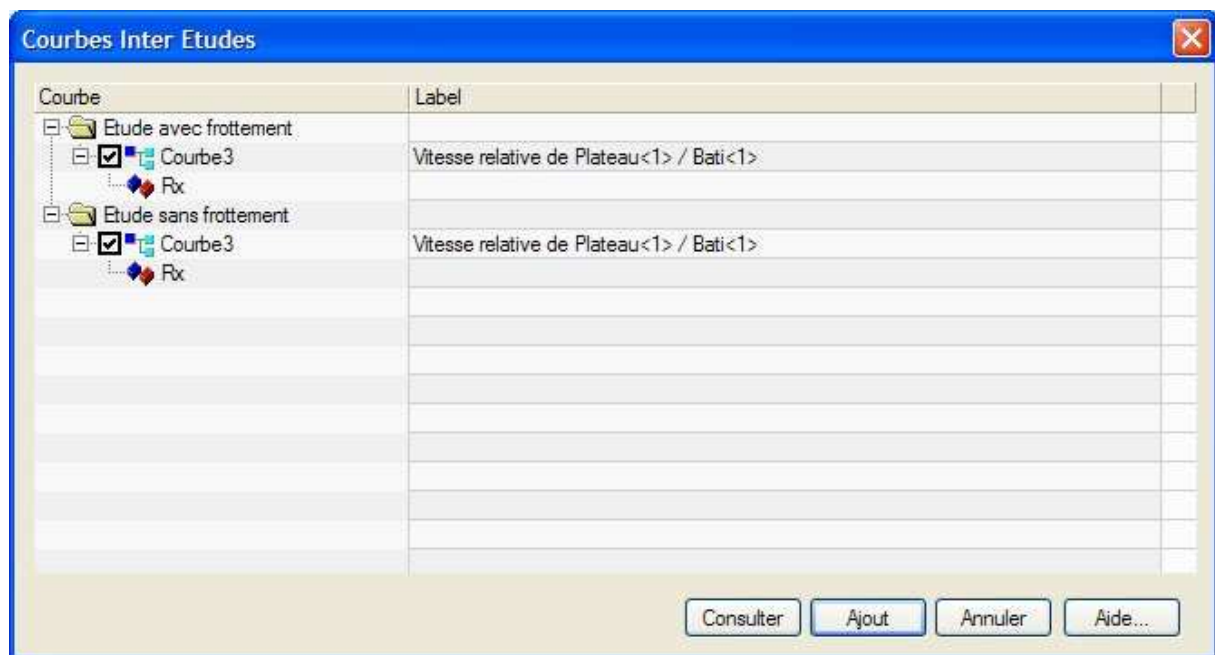 Courbes Inter Etudes
Courbe Label
Etude avec frottement
Courbe3 Vitesse relative de Plateau<1> / Bati<1>
Rx
Etude sans frottement
Courbe3 Vitesse relative de Plateau<1> / Bati<1>
Rx
Consulter Ajout Annuler Aide...